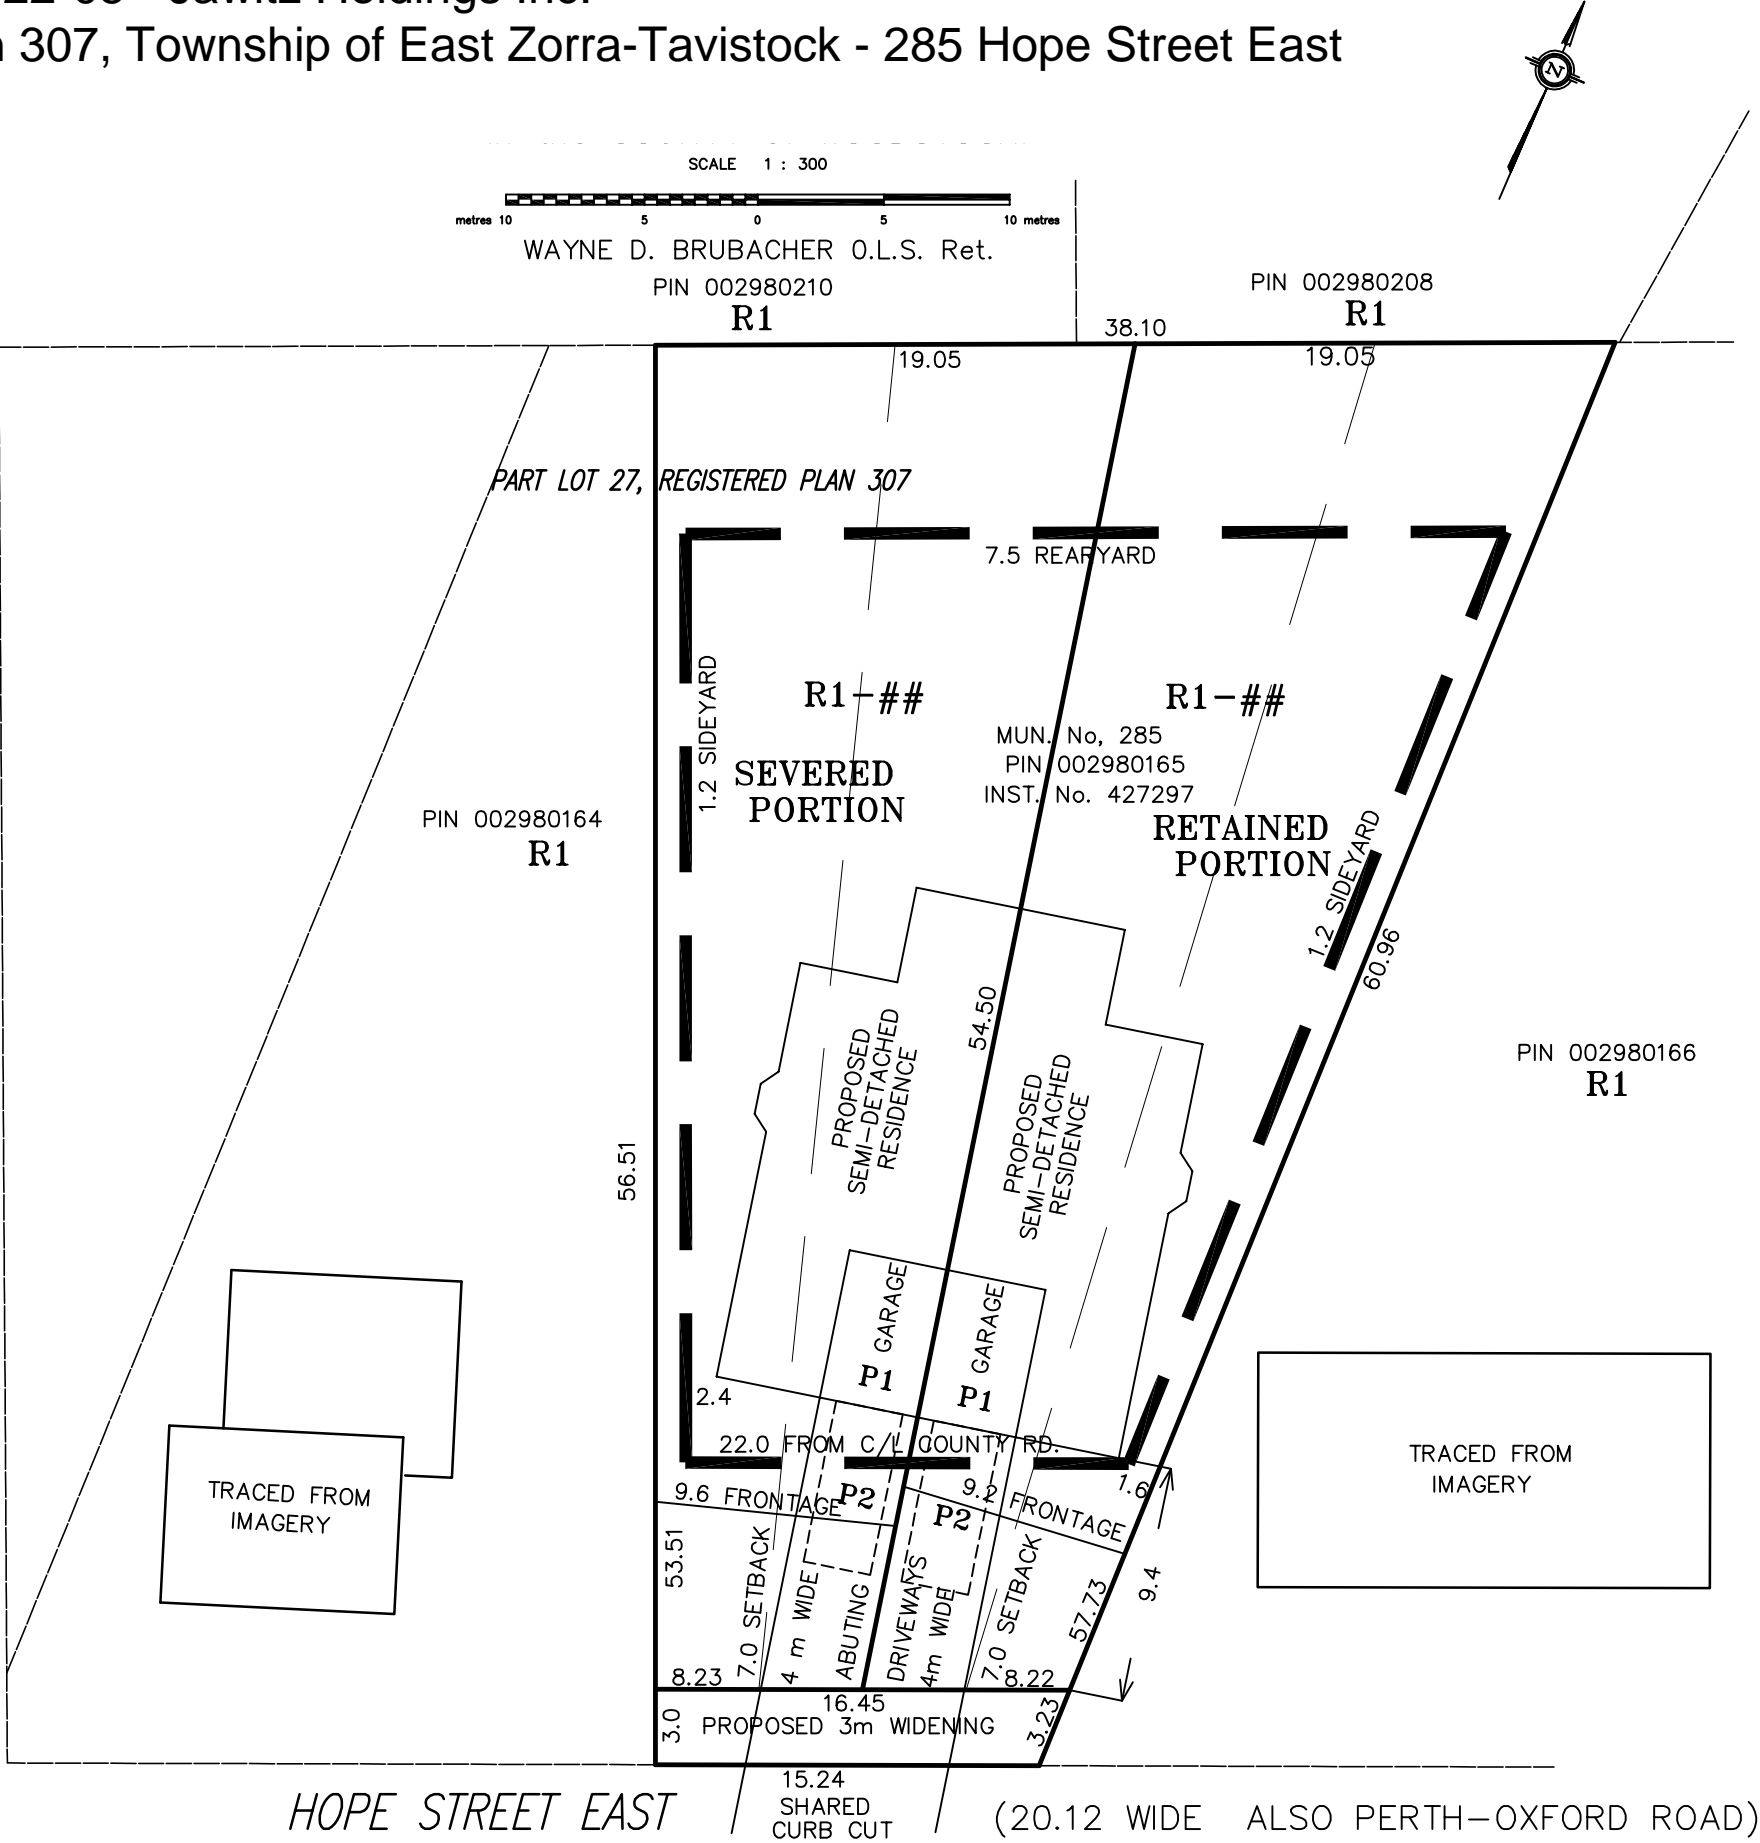 307, Township of East Zorra-Tavistock - 285 Hope Street East
N
SCALE 1 : 300
metres 10 5 0 5 10 metres
WAYNE D. BRUBACHER O.L.S. Ret.
PIN 002980210
R1
PIN 002980208
R1
38.10
19.05
19.05
PART LOT 27, REGISTERED PLAN 307
7.5 REARYARD
1.2 SIDEYARD
R1-##
R1-##
MUN. No, 285
PIN 002980165
INST. No. 427297
SEVERED
PORTION
RETAINED
PORTION
PIN 002980164
R1
1.2 SIDEYARD
60.96
54.50
PIN 002980166
R1
PROPOSED
SEMI-DETACHED
RESIDENCE
PROPOSED
SEMI-DETACHED
RESIDENCE
56.51
GARAGE
P1
GARAGE
P1
2.4
22.0 FROM C/L COUNTY RD.
TRACED FROM
IMAGERY
TRACED FROM
IMAGERY
9.6 FRONTAGE
P2
9.2 FRONTAGE
P2
1.6
53.51
7.0 SETBACK
4 m WIDE
ABUTING
DRIVEWAYS
4m WIDE
7.0 SETBACK
57.73
9.4
8.23
8.22
16.45
3.0
PROPOSED 3m WIDENING
3.23
15.24
SHARED
CURB CUT
HOPE STREET EAST
(20.12 WIDE ALSO PERTH-OXFORD ROAD)